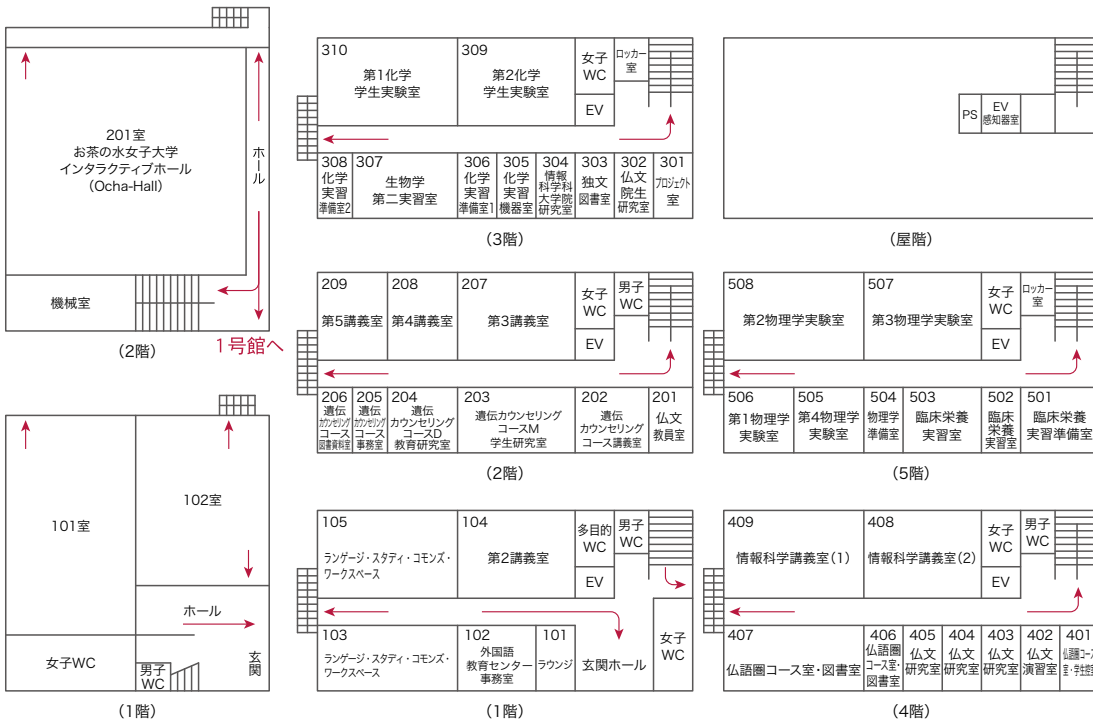 201室
お茶の水女子大学
インタラクティブホール
(Ocha-Hall)
ホール
機械室
(2階)
1号館へ
101室
102室
ホール
女子WC
男子
WC
玄関
(1階)
310
第1化学
学生実験室
309
第2化学
学生実験室
女子
WC
ロッカー
室
EV
308
化学
実習
準備室2
307
生物学
第二実習室
306
化学
実習
準備室1
305
化学
実習
機器室
304
情報
科学科
大学院
研究室
303
独文
図書室
302
仏文
院生
研究室
301
プロジェクト
室
(3階)
209
第5講義室
208
第4講義室
207
第3講義室
女子
WC
男子
WC
EV
206
遺伝
カウンセリング
コース
図書資料室
205
遺伝
カウンセリング
コース
事務室
204
遺伝
カウンセリング
コースD
教育研究室
203
遺伝カウンセリング
コースM
学生研究室
202
遺伝
カウンセリング
コース講義室
201
仏文
教員室
(2階)
105
ランゲージ・スタディ・コモンズ・
ワークスペース
104
第2講義室
多目的
WC
男子
WC
EV
103
ランゲージ・スタディ・コモンズ・
ワークスペース
102
外国語
教育センター
事務室
101
ラウンジ
玄関ホール
女子
WC
(1階)
PS
EV
感知器室
(屋階)
508
第2物理学実験室
507
第3物理学実験室
女子
WC
ロッカー
室
EV
506
第1物理学
実験室
505
第4物理学
実験室
504
物理学
準備室
503
臨床栄養
実習室
502
臨床
栄養
実習室
501
臨床栄養
実習準備室
(5階)
409
情報科学講義室(1)
408
情報科学講義室(2)
女子
WC
男子
WC
EV
407
仏語圏コース室・図書室
406
仏語圏
コース室・
図書室
405
仏文
研究室
404
仏文
研究室
403
仏文
研究室
402
仏文
演習室
401
仏語圏コース
室・学生控室
(4階)